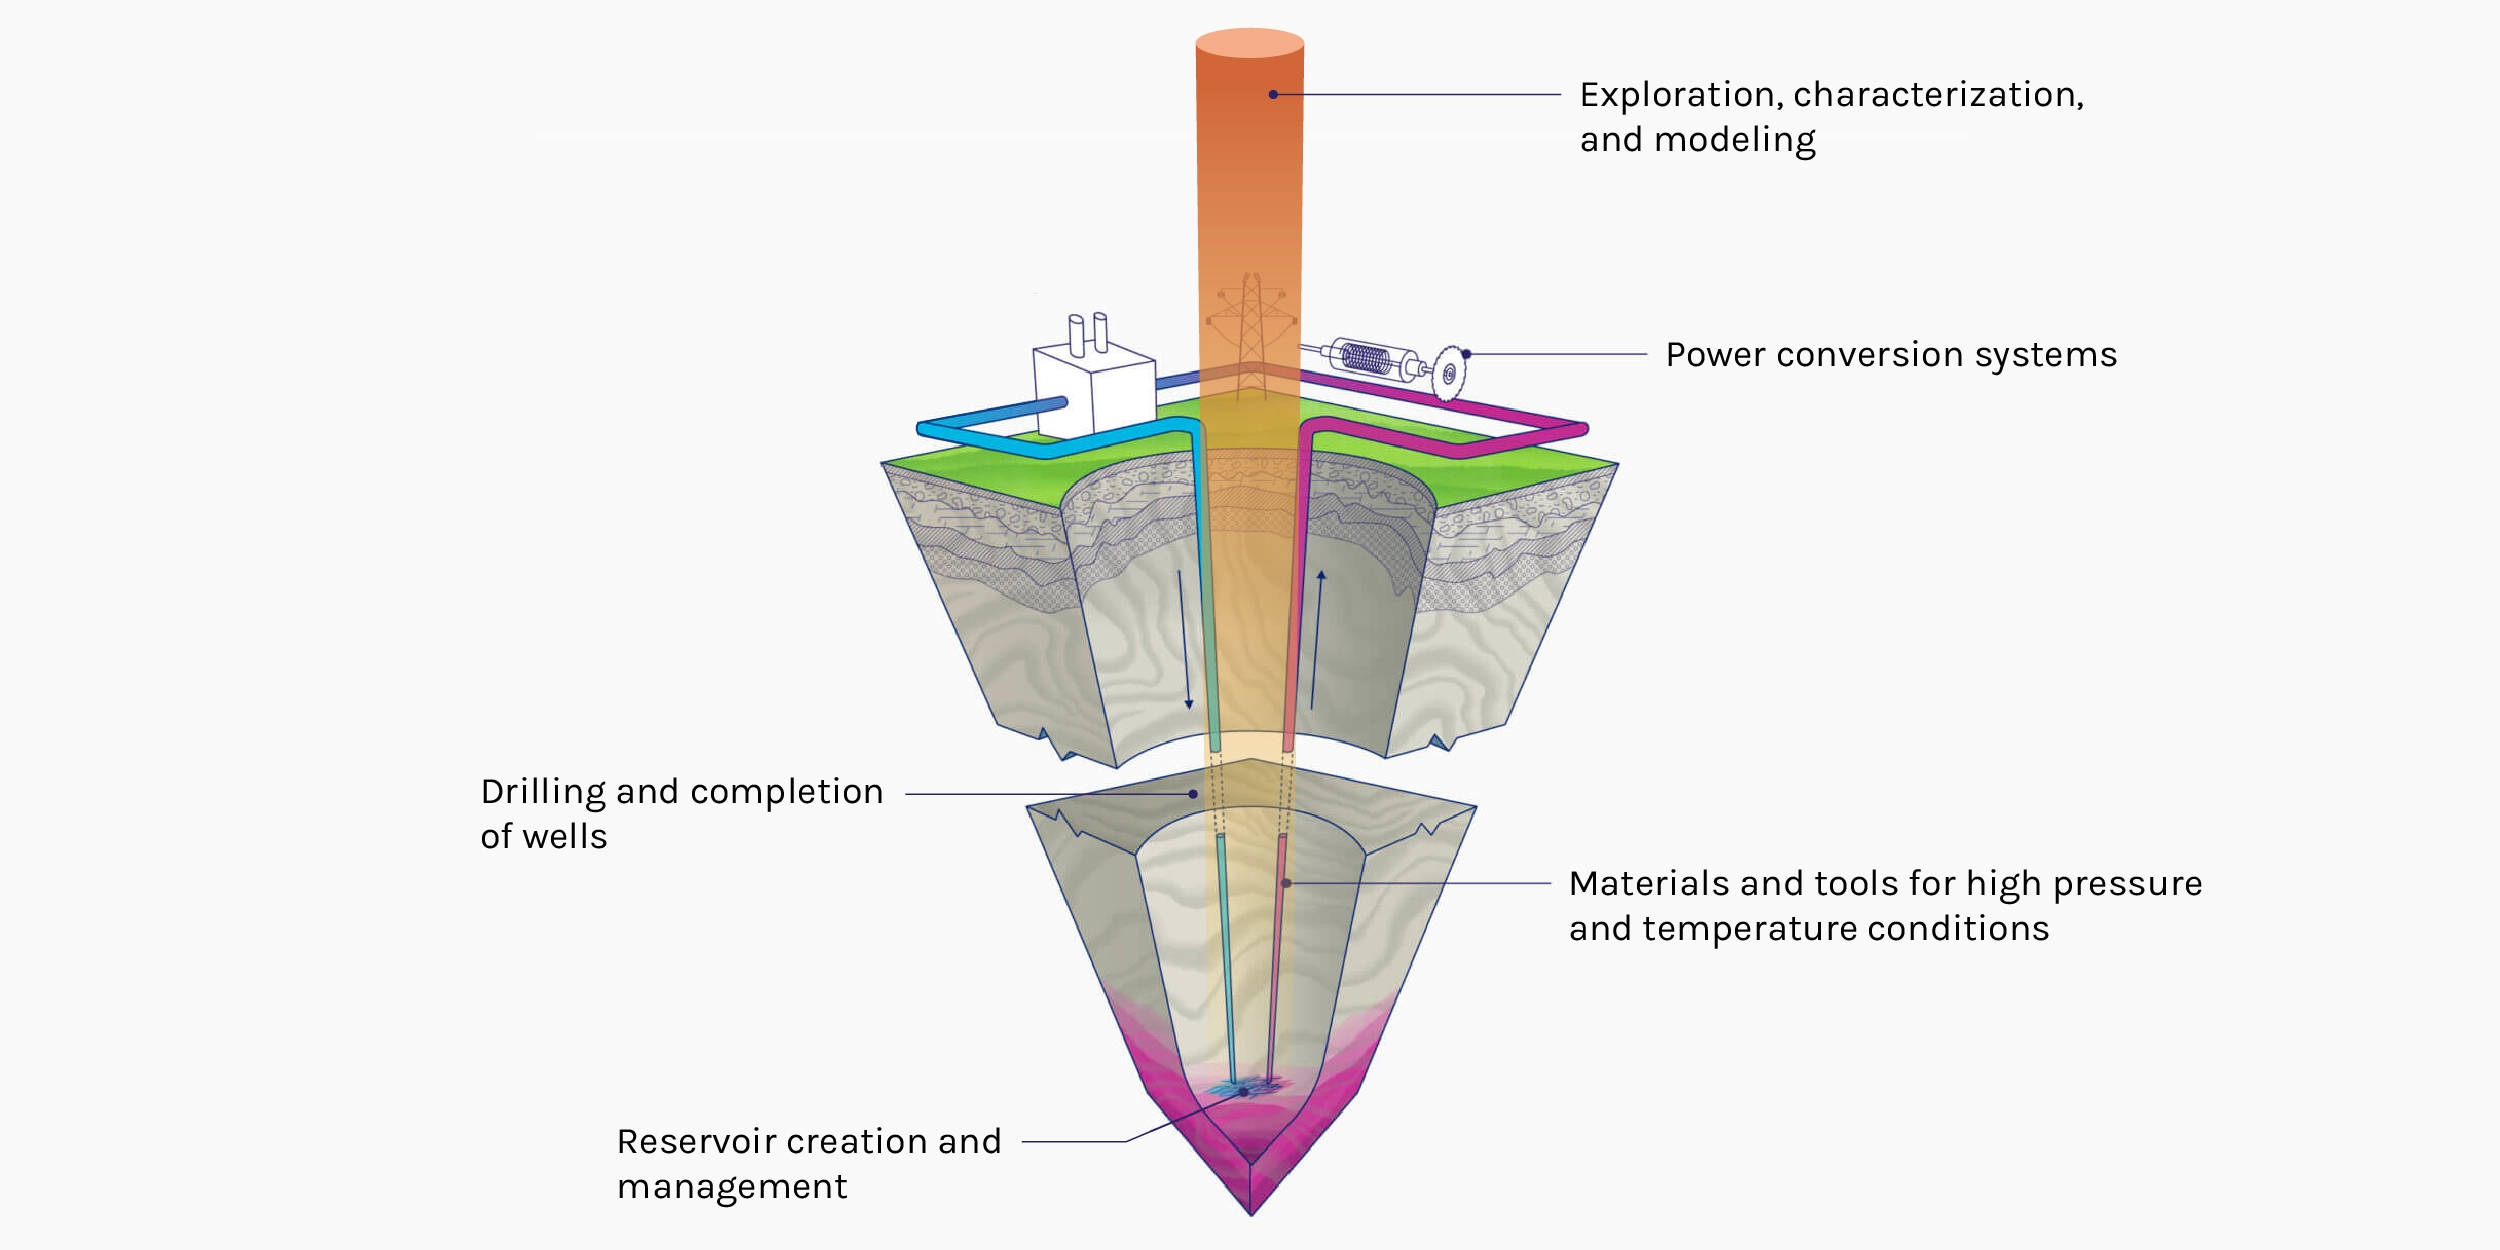 Exploration, characterization,
and modeling
Power conversion systems
Drilling and completion
of wells
Materials and tools for high pressure
and temperature conditions
Reservoir creation and
management